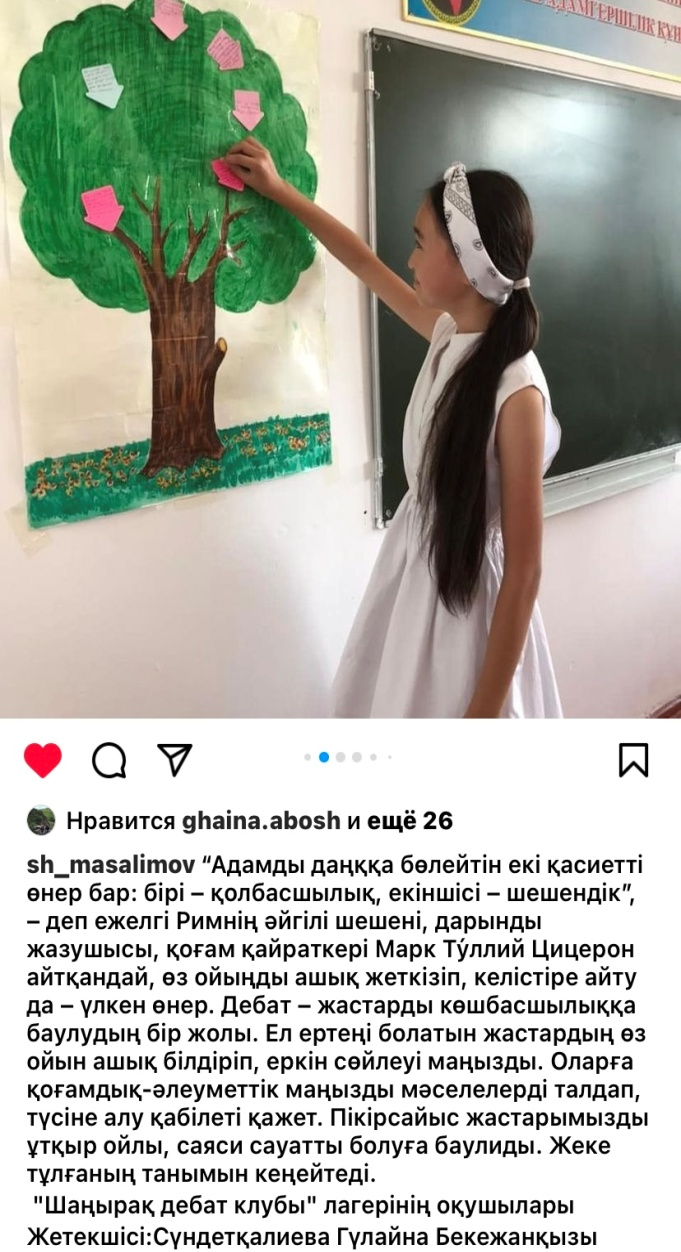 АДАМГЕРШІЛІК КҮН
Нравится ghaina.abosh и ещё 26
sh_masalimov “Адамды даңққа бөлейтін екі қасиетті
өнер бар: бірі – қолбасшылық, екіншісі – шешендік”,
– деп ежелгі Римнің әйгілі шешені, дарынды
жазушысы, қоғам қайраткері Марк Ту́ллий Цицерон
айтқандай, өз ойыңды ашық жеткізіп, келістіре айту
да – үлкен өнер. Дебат – жастарды көшбасшылыққа
баулудың бір жолы. Ел ертеңі болатын жастардың өз
ойын ашық білдіріп, еркін сөйлеуі маңызды. Оларға
қоғамдық-әлеуметтік маңызды мәселелерді талдап,
түсіне алу қабілеті қажет. Пікірсайыс жастарымызды
ұтқыр ойлы, саяси сауатты болуға баулиды. Жеке
тұлғаның танымын кеңейтеді.
"Шаңырақ дебат клубы" лагерінің оқушылары
Жетекшісі:Сүндетқалиева Гүлайна Бекежанқызы